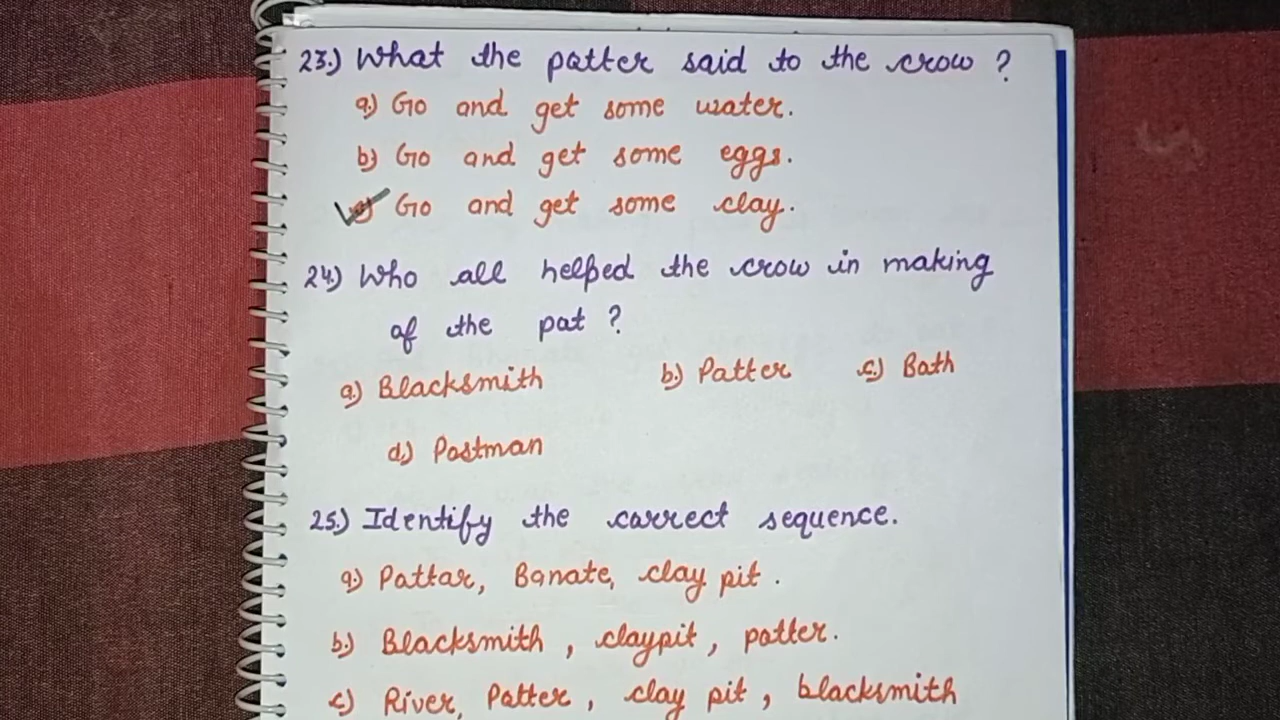 23.) What the patter said to the crow ?
a.) Go and get some water.
b.) Go and get some eggs.
c.) Go and get some clay.
24.) Who all helped the crow in making
of the pat ?
a.) Blacksmith b.) Patter c.) Bath
d.) Postman
25.) Identify the correct sequence.
a.) Pattar, Banate, clay pit .
b.) Blacksmith , claypit , patter.
c.) River, Patter , clay pit , blacksmith